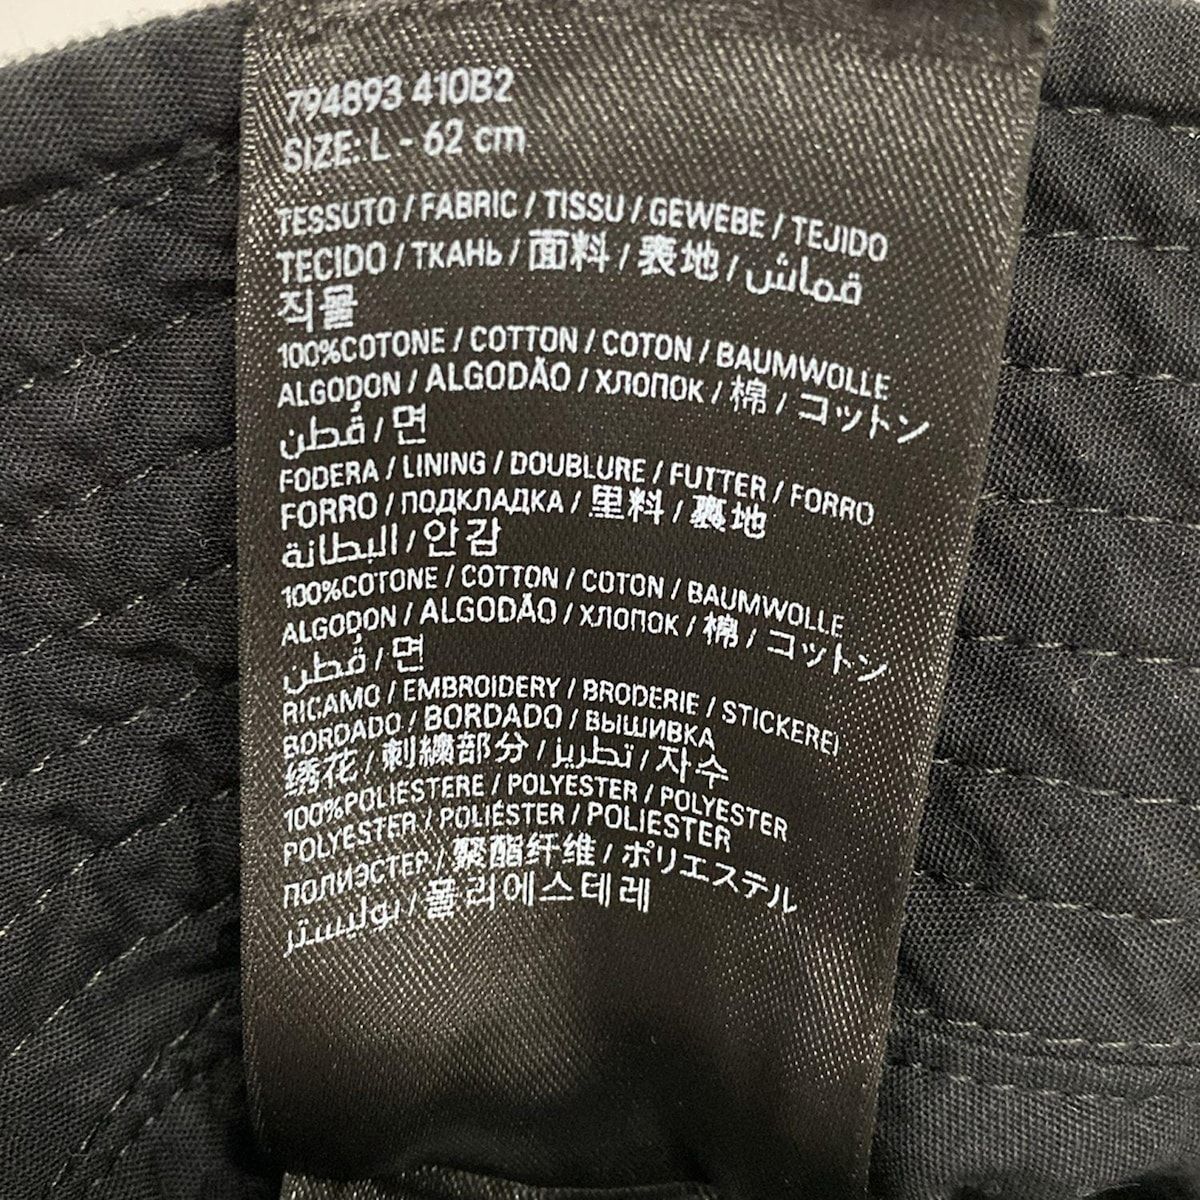 794893 410B2
SIZE: L - 62 cm
TESSUTO / FABRIC / TISSU / GEWEBE / TEJIDO
TECIDO / ТКАНЬ / 面料 / 表地 / قماش
직물
100%COTONE / COTTON / COTON / BAUMWOLLE
ALGODON / ALGODÃO / ХЛОПОК / 棉 / コットン
قُطن / 면
FODERA / LINING / DOUBLURE / FUTTER / FORRO
FORRO / ПОДКЛАДКА / 里料 / 裏地
البطانة / 안감
100%COTONE / COTTON / COTON / BAUMWOLLE
ALGODON / ALGODÃO / ХЛОПОК / 棉 / コットン
قُطن / 면
RICAMO / EMBROIDERY / BRODERIE / STICKEREI
BORDADO / BORDADO / ВЫШИВКА
绣花 / 刺繍部分 / تطريز / 자수
100%POLIESTERE / POLYESTER / POLYESTER
POLYESTER / POLIÉSTER / POLIESTER
ПОЛИЭСТЕР / 聚酯纤维 / ポリエステル
بوليستر / 폴리에스테레